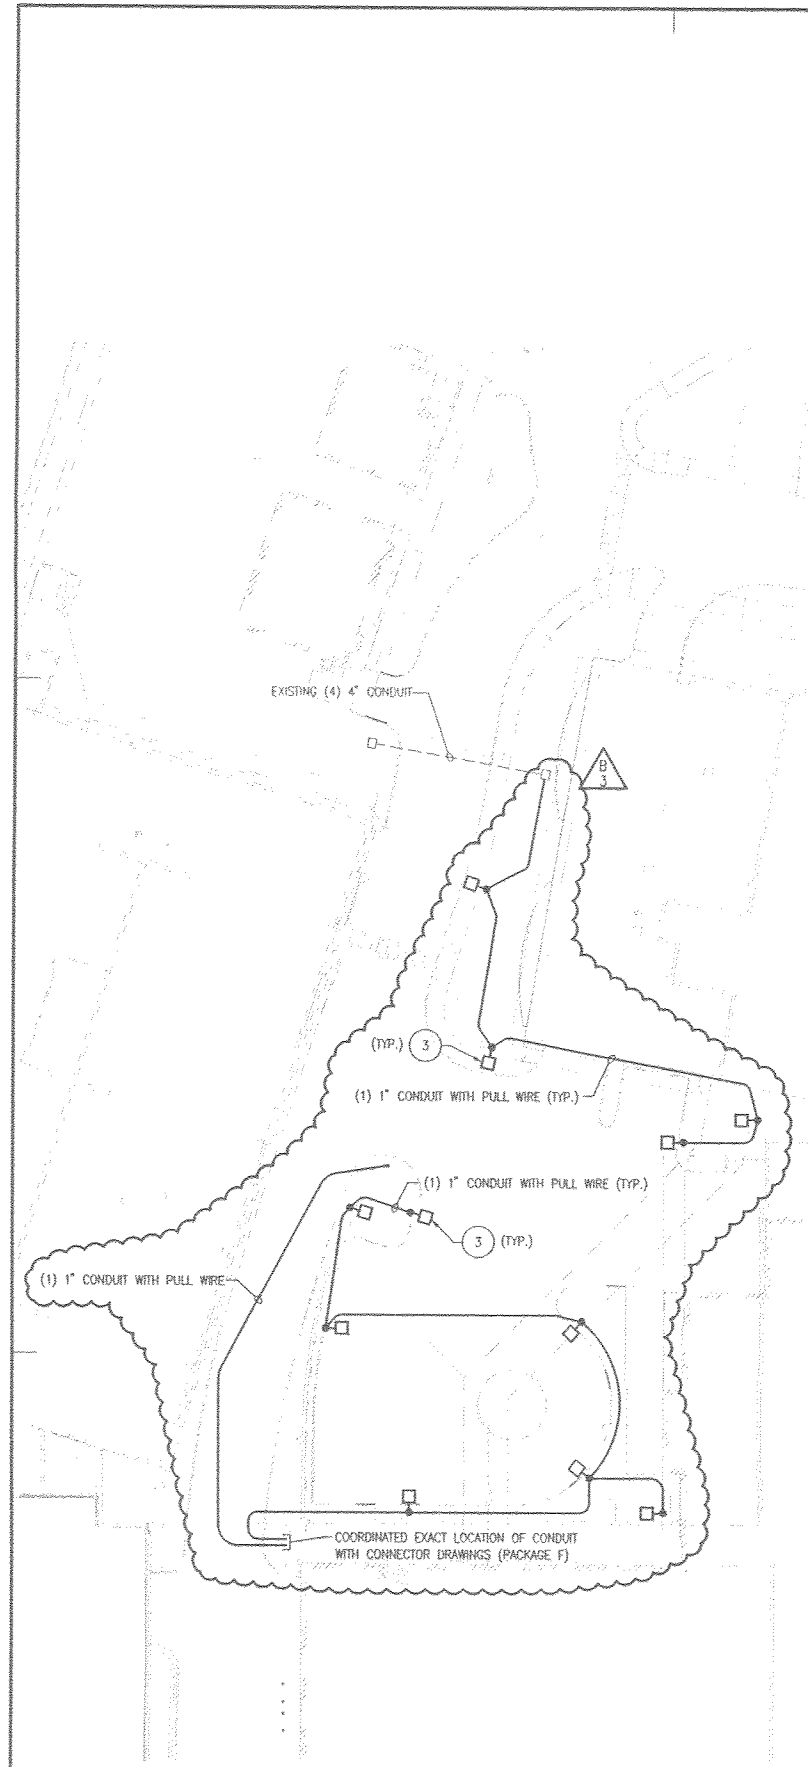 EXISTING (4) 4" CONDUIT
B
3
(TYP.) 3
(1) 1" CONDUIT WITH PULL WIRE (TYP.)
(1) 1" CONDUIT WITH PULL WIRE (TYP.)
3 (TYP.)
(1) 1" CONDUIT WITH PULL WIRE
COORDINATED EXACT LOCATION OF CONDUIT
WITH CONNECTOR DRAWINGS (PACKAGE F)